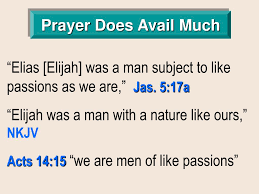 Prayer Does Avail Much
“Elias [Elijah] was a man subject to like
passions as we are,” Jas. 5:17a
“Elijah was a man with a nature like ours,”
NKJV
Acts 14:15 “we are men of like passions”